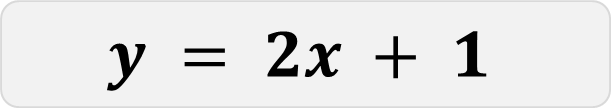 y = 2x + 1